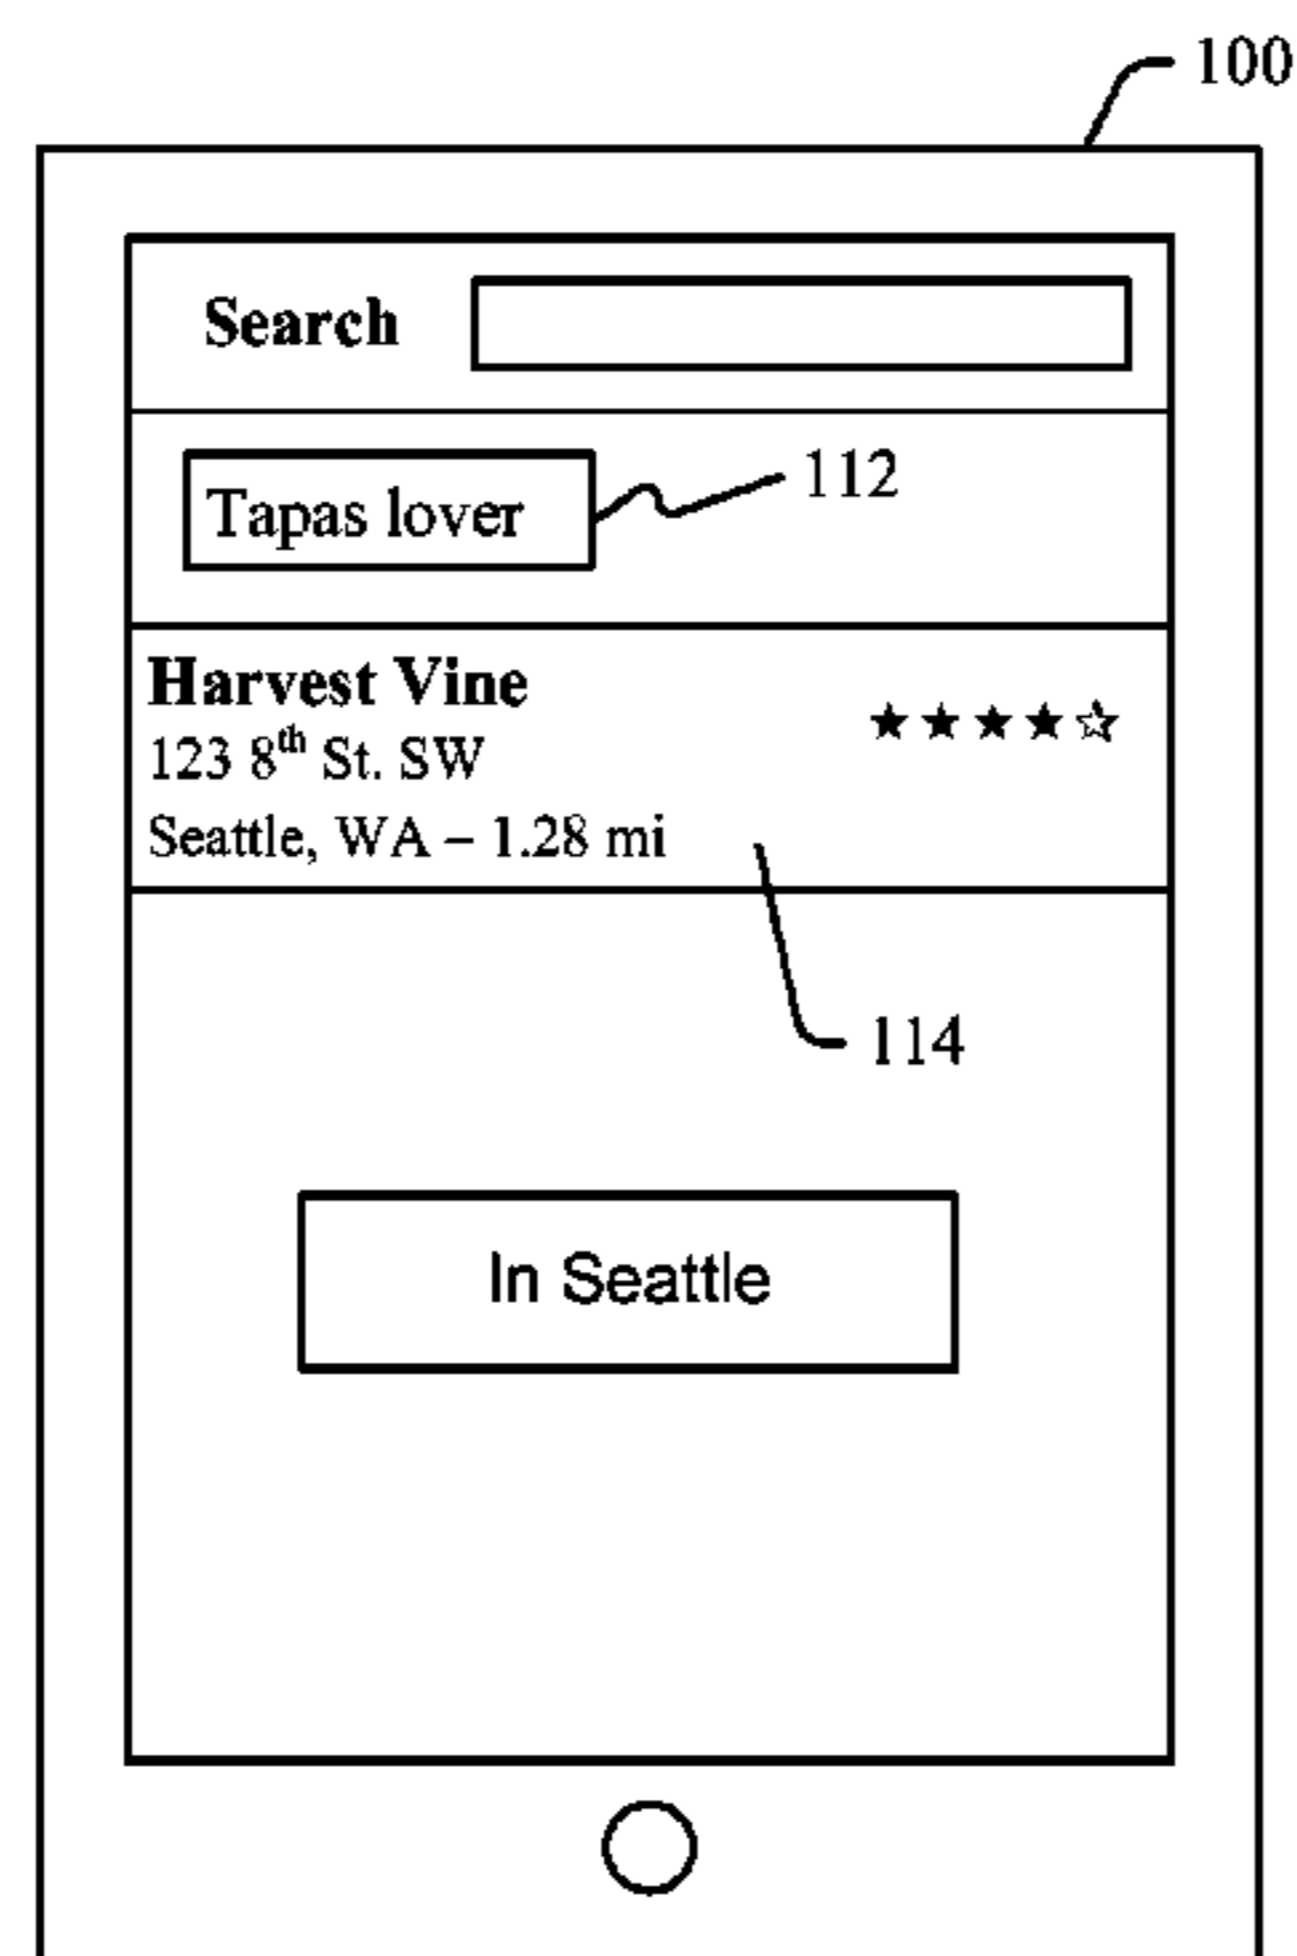 100
Search
Tapas lover
112
Harvest Vine
★★★★☆
123 8th St. SW
Seattle, WA – 1.28 mi
114
In Seattle